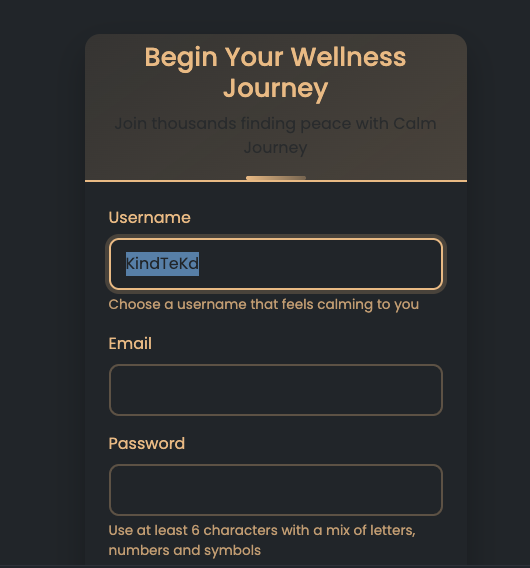 Begin Your Wellness
Journey
Join thousands finding peace with Calm
Journey
Username
KindTeKd
Choose a username that feels calming to you
Email
Password
Use at least 6 characters with a mix of letters,
numbers and symbols